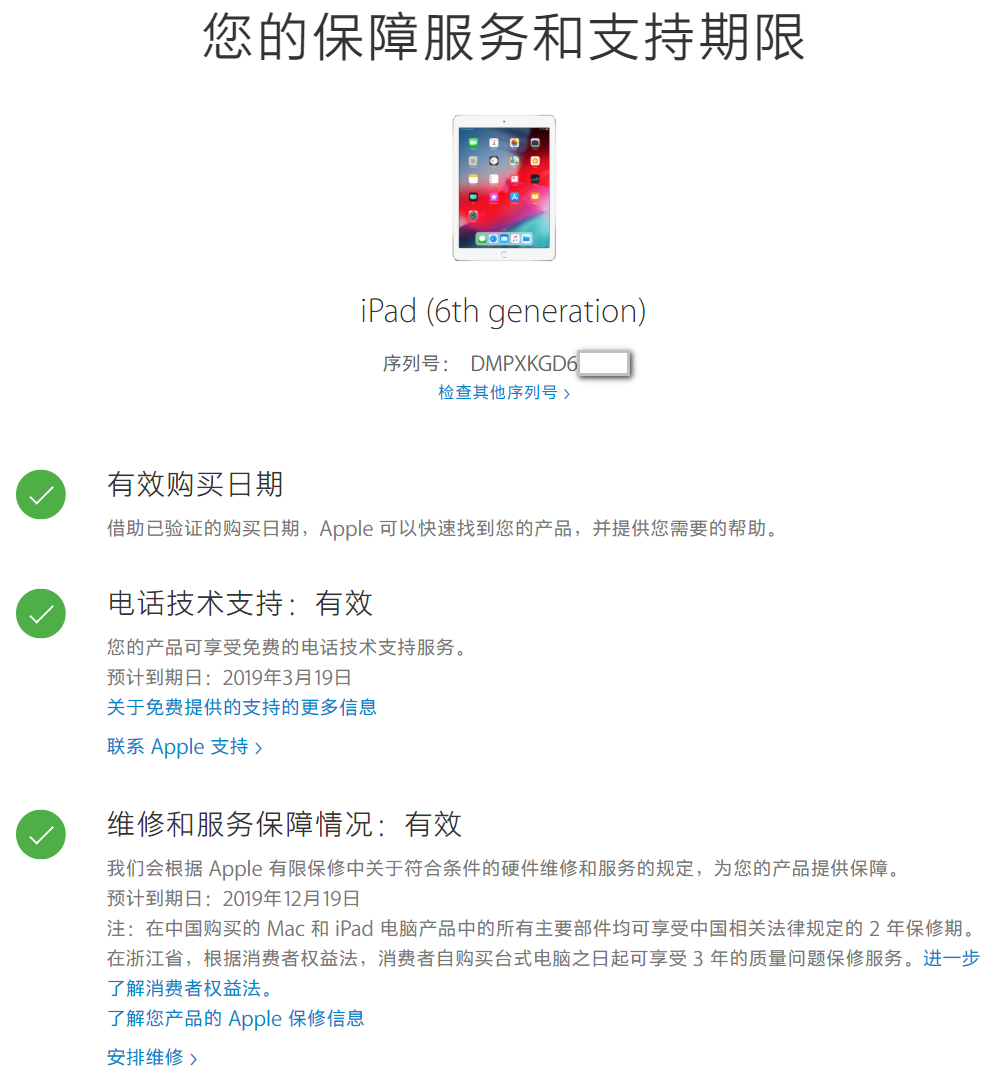 您的保障服务和支持期限
iPad (6th generation)
序列号： DMPXKGD6
检查其他序列号 ›
有效购买日期
借助已验证的购买日期，Apple 可以快速找到您的产品，并提供您需要的帮助。
电话技术支持：有效
您的产品可享受免费的电话技术支持服务。
预计到期日：2019年3月19日
关于免费提供的支持的更多信息
联系 Apple 支持 ›
维修和服务保障情况：有效
我们会根据 Apple 有限保修中关于符合条件的硬件维修和服务的规定，为您的产品提供保障。
预计到期日：2019年12月19日
注：在中国购买的 Mac 和 iPad 电脑产品中的所有主要部件均可享受中国相关法律规定的 2 年保修期。
在浙江省，根据消费者权益法，消费者自购买台式电脑之日起可享受 3 年的质量问题保修服务。进一步
了解消费者权益法。
了解您产品的 Apple 保修信息
安排维修 ›